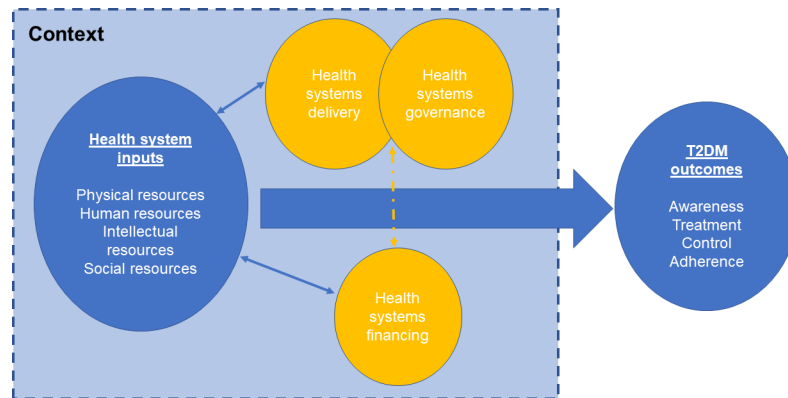 Context
Health
systems
delivery
Health
systems
governance
Health system
inputs
Physical resources
Human resources
Intellectual
resources
Social resources
T2DM
outcomes
Awareness
Treatment
Control
Adherence
Health
systems
financing